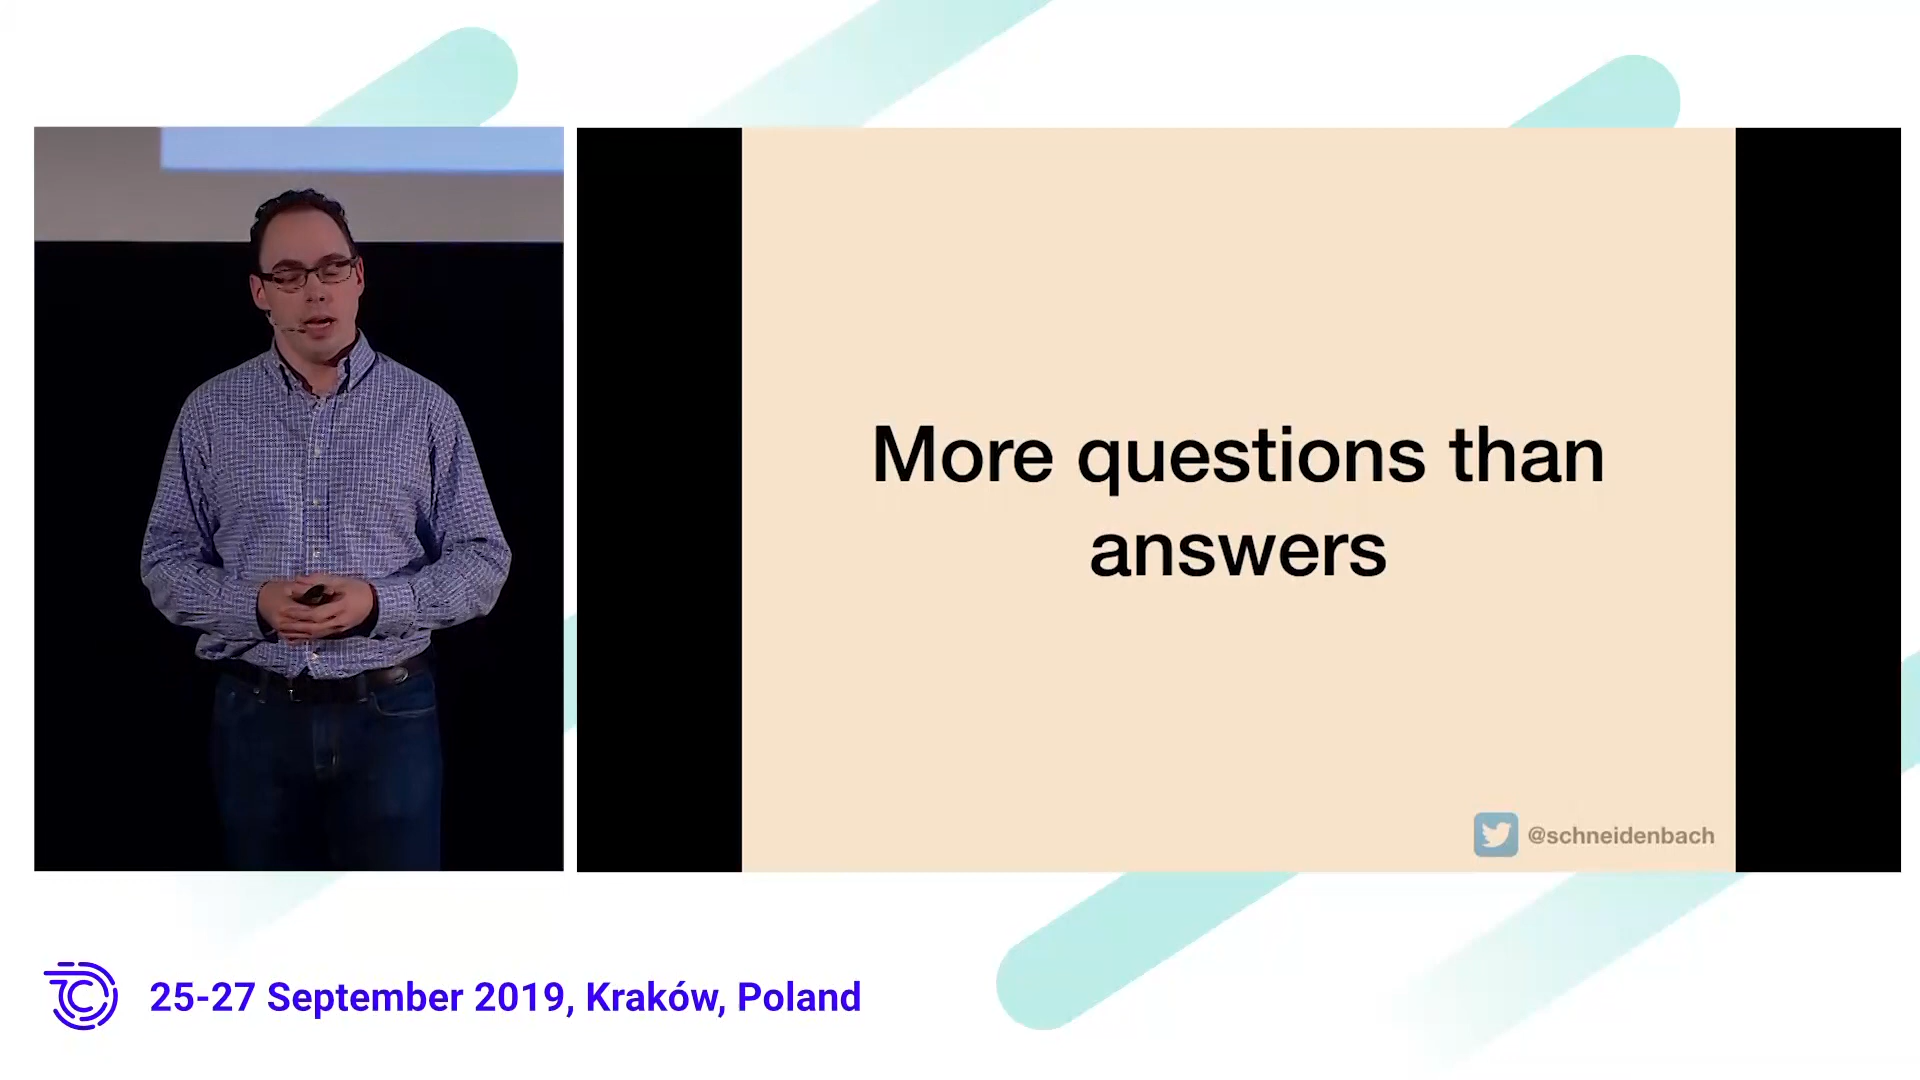 More questions than
answers
@schneidenbach
25-27 September 2019, Kraków, Poland